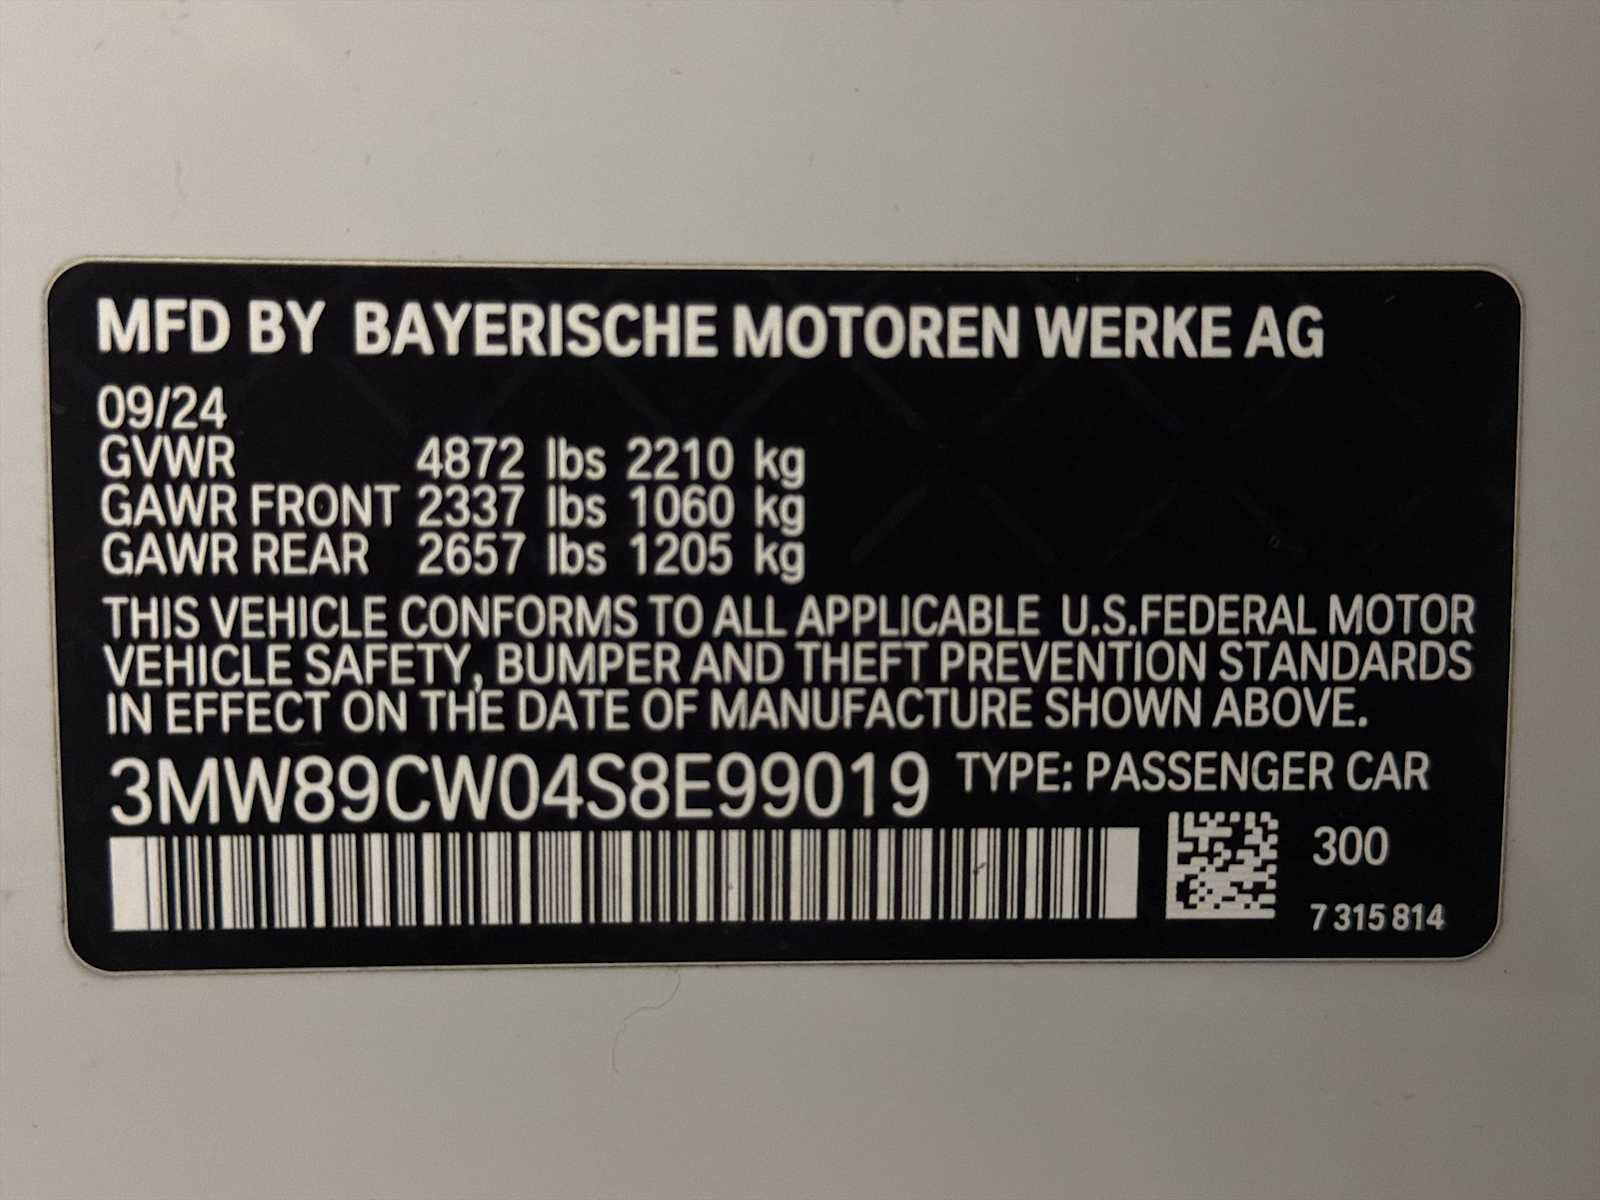 MFD BY BAYERISCHE MOTOREN WERKE AG
09/24
GVWR 4872 lbs 2210 kg
GAWR FRONT 2337 lbs 1060 kg
GAWR REAR 2657 lbs 1205 kg
THIS VEHICLE CONFORMS TO ALL APPLICABLE U.S.FEDERAL MOTOR
VEHICLE SAFETY, BUMPER AND THEFT PREVENTION STANDARDS
IN EFFECT ON THE DATE OF MANUFACTURE SHOWN ABOVE.
3MW89CW04S8E99019 TYPE: PASSENGER CAR
300
7 315 814